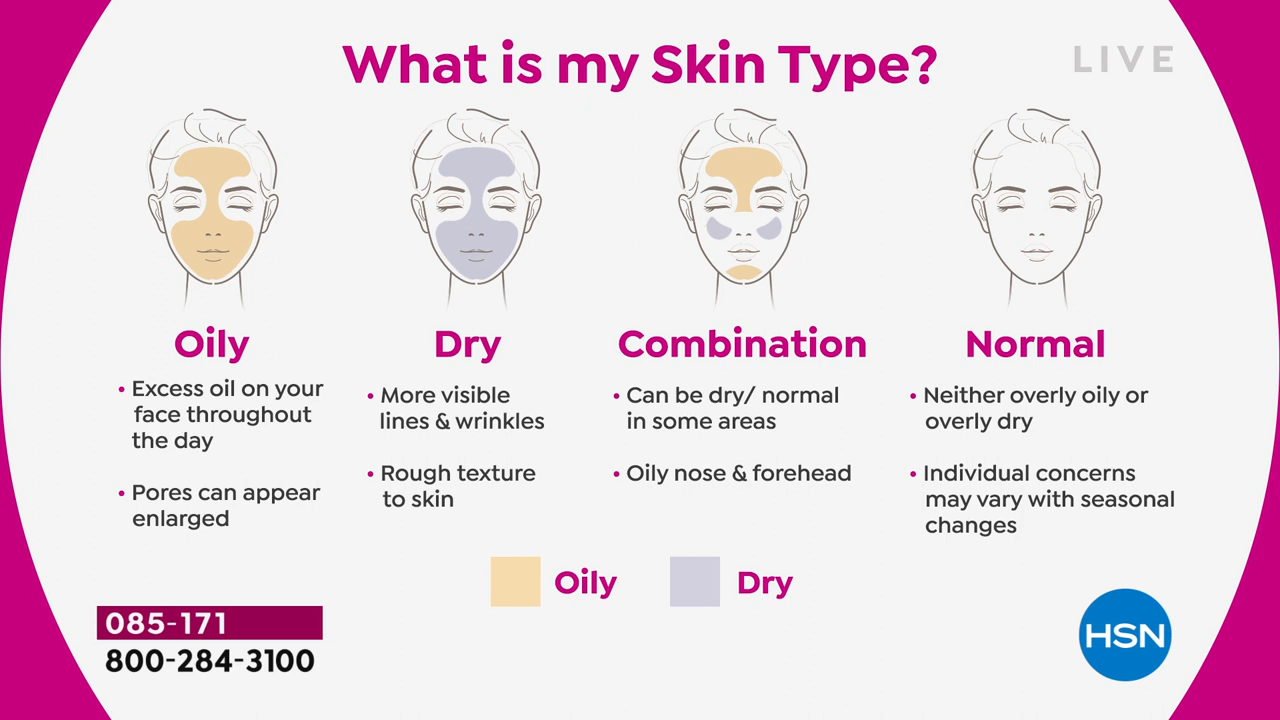 What is my Skin Type?
LIVE
Oily
• Excess oil on your
face throughout
the day
• Pores can appear
enlarged
Dry
• More visible
lines & wrinkles
• Rough texture
to skin
Combination
• Can be dry/ normal
in some areas
• Oily nose & forehead
Normal
• Neither overly oily or
overly dry
• Individual concerns
may vary with seasonal
changes
Oily
Dry
085-171
800-284-3100
HSN